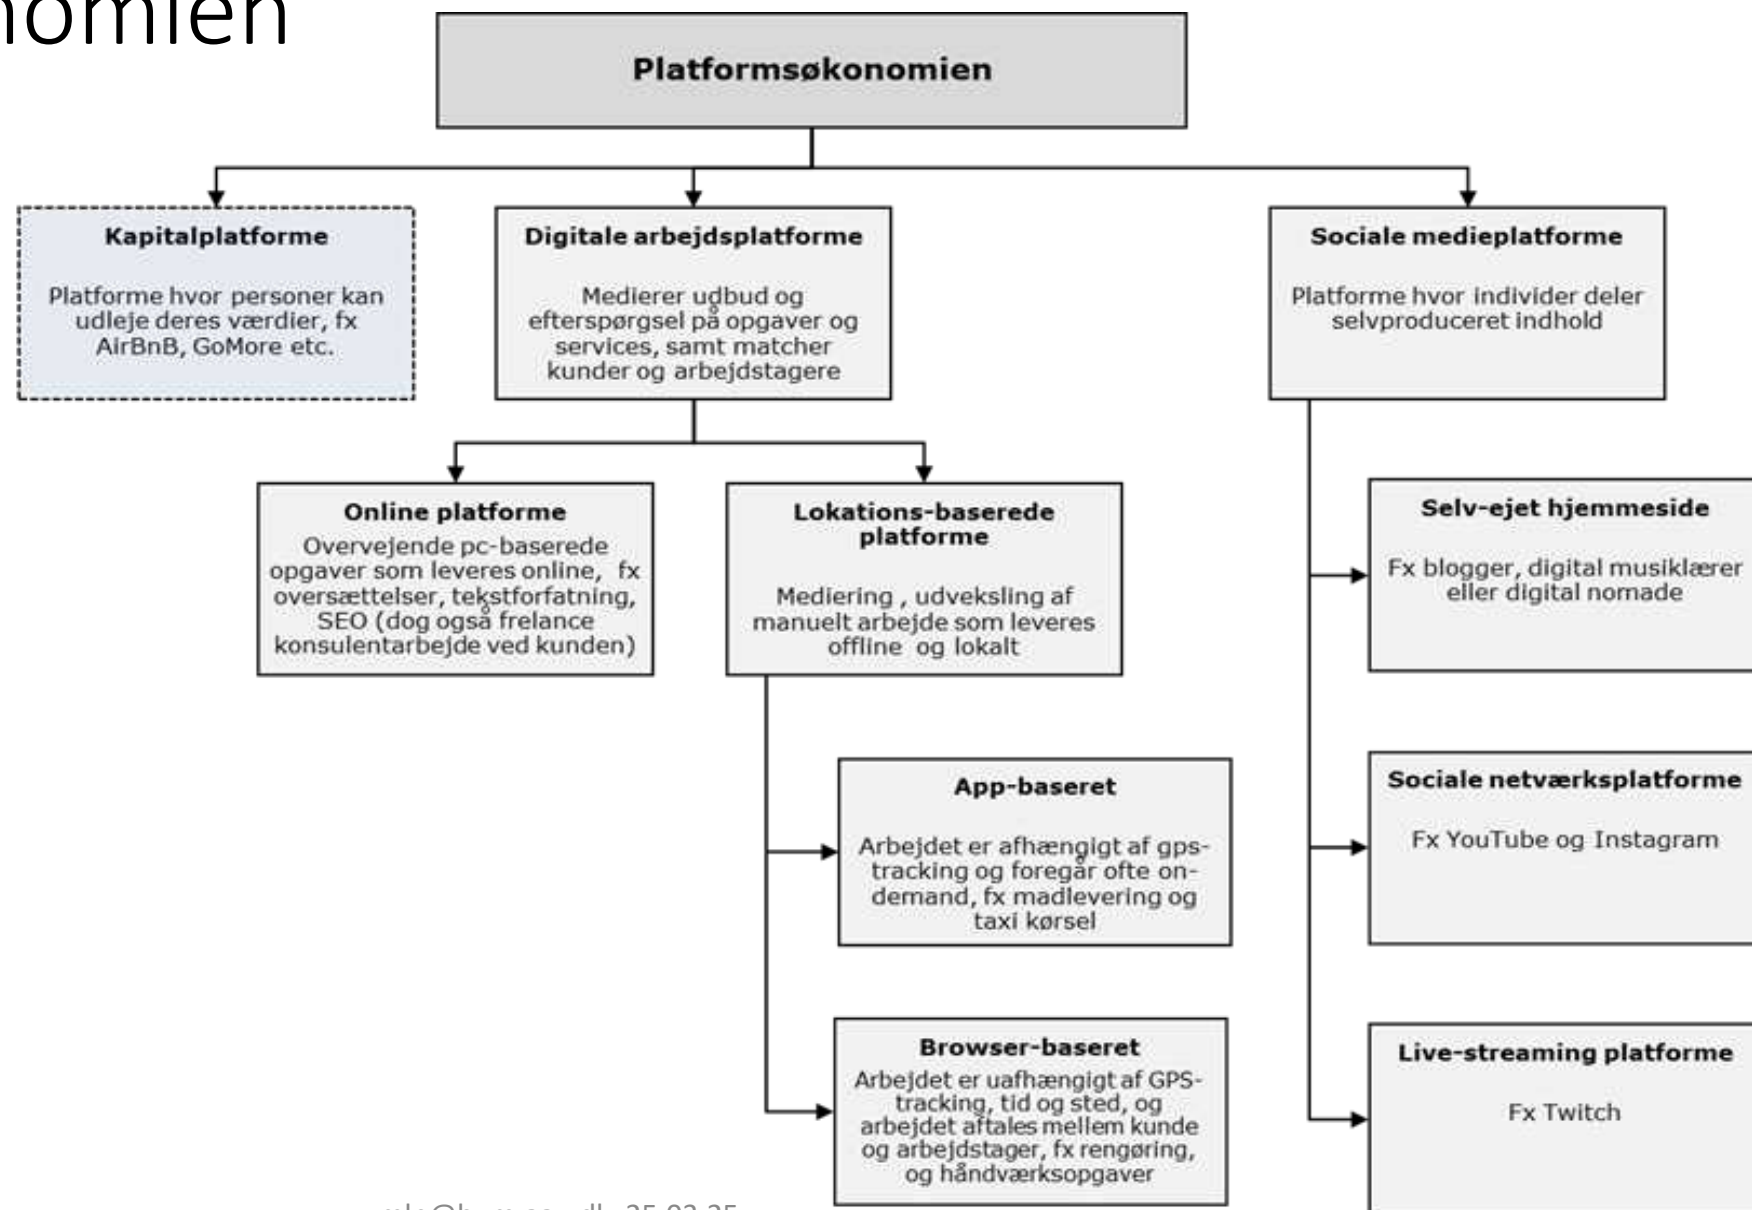 nomien
Platformsøkonomien
Kapitalplatforme
Platforme hvor personer kan
udleje deres værdier, fx
AirBnB, GoMore etc.
Digitale arbejdsplatforme
Medierer udbud og
efterspørgsel på opgaver og
services, samt matcher
kunder og arbejdstagere
Sociale medieplatforme
Platforme hvor individer deler
selvproduceret indhold
Online platforme
Overvejende pc-baserede
opgaver som leveres online, fx
oversættelser, tekstforfatning,
SEO (dog også frelance
konsulentarbejde ved kunden)
Lokations-baserede
platforme
Mediering , udveksling af
manuelt arbejde som leveres
offline og lokalt
Selv-ejet hjemmeside
Fx blogger, digital musiklærer
eller digital nomade
App-baseret
Arbejdet er afhængigt af gps-
tracking og foregår ofte on-
demand, fx madlevering og
taxi kørsel
Sociale netværksplatforme
Fx YouTube og Instagram
Browser-baseret
Arbejdet er uafhængigt af GPS-
tracking, tid og sted, og
arbejdet aftales mellem kunde
og arbejdstager, fx rengøring,
og håndværksopgaver
Live-streaming platforme
Fx Twitch